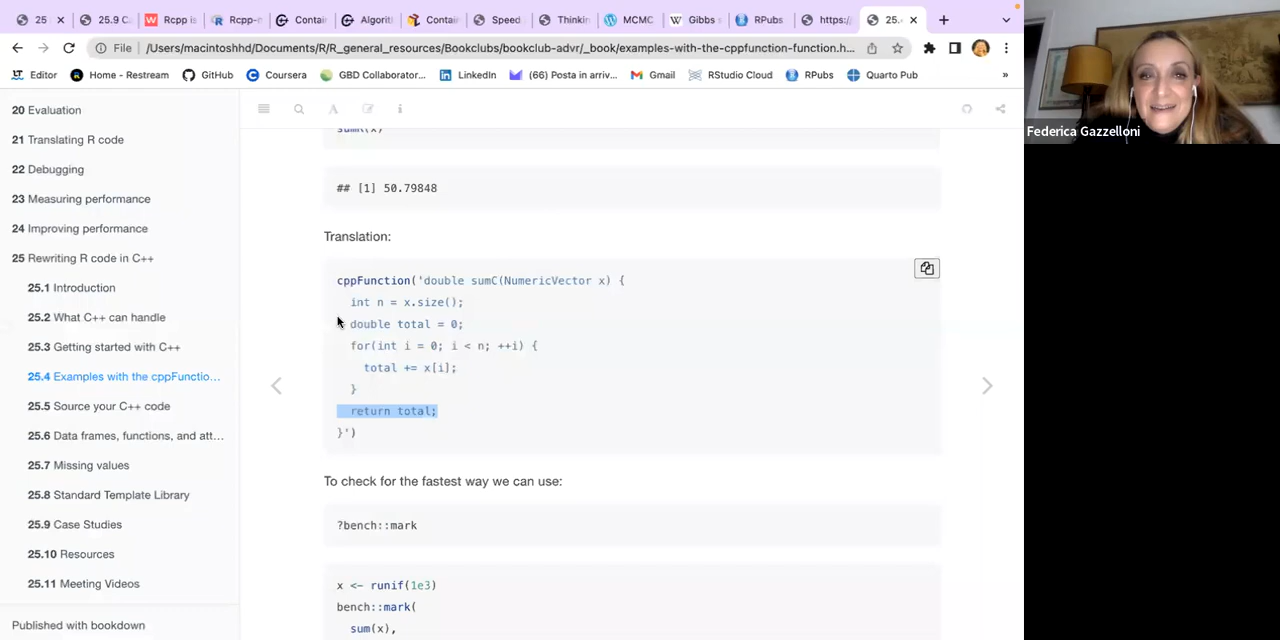 25
25.9 C
Rcpp is
Rcpp-
Contain
Algorit
Contain
Speed
Thinkin
MCMC
Gibbs s
RPubs
https:/
25.
File
/Users/macintoshhd/Documents/R/R_general_resources/Bookclubs/bookclub-advr/_book/examples-with-the-cppfunction-function.h...
Editor
Home - Restream
GitHub
Coursera
GBD Collaborator...
LinkedIn
(66) Posta in arriv...
Gmail
RStudio Cloud
RPubs
Quarto Pub
»
20 Evaluation
21 Translating R code
22 Debugging
23 Measuring performance
24 Improving performance
25 Rewriting R code in C++
25.1 Introduction
25.2 What C++ can handle
25.3 Getting started with C++
25.4 Examples with the cppFunctio...
25.5 Source your C++ code
25.6 Data frames, functions, and att...
25.7 Missing values
25.8 Standard Template Library
25.9 Case Studies
25.10 Resources
25.11 Meeting Videos
Published with bookdown
sumR(x)
## [1] 50.79848
Translation:
cppFunction('double sumC(NumericVector x) {
int n = x.size();
double total = 0;
for(int i = 0; i < n; ++i) {
total += x[i];
}
return total;
}')
To check for the fastest way we can use:
?bench::mark
x <- runif(1e3)
bench::mark(
sum(x),
Federica Gazzelloni